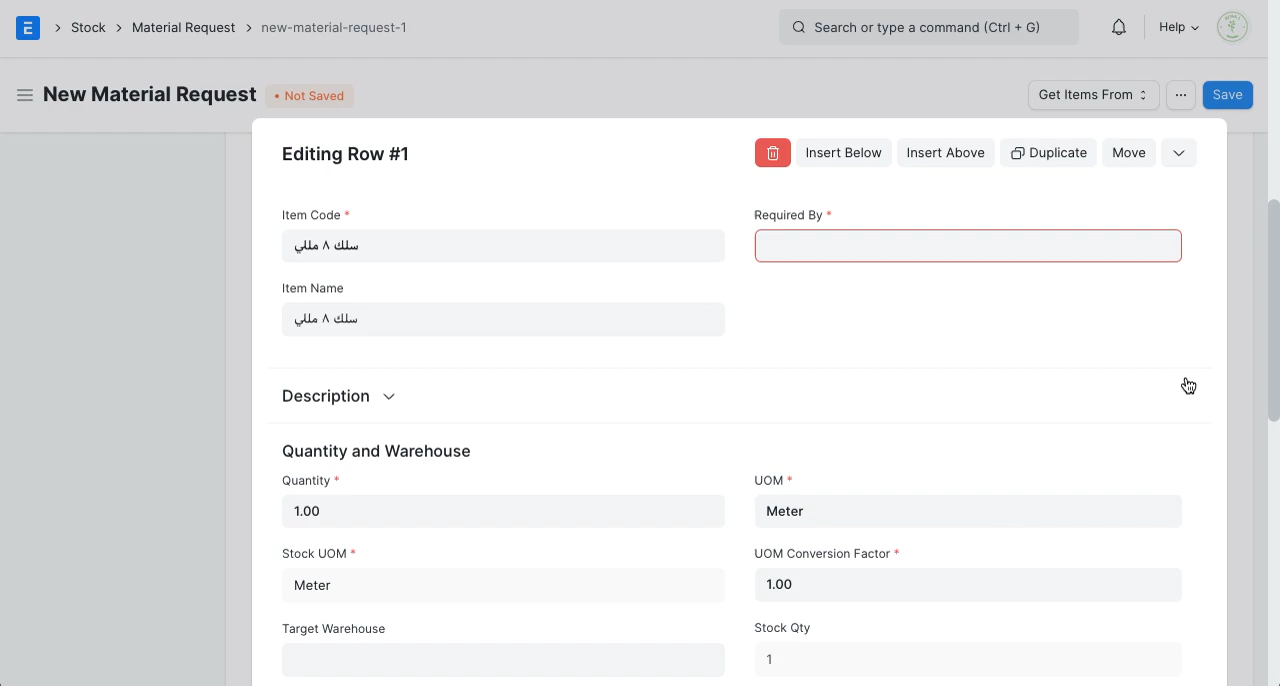 E > Stock > Material Request > new-material-request-1
Search or type a command (Ctrl + G)
Help
New Material Request
• Not Saved
Get Items From
...
Save
Editing Row #1
Insert Below
Insert Above
Duplicate
Move
Item Code *
سلك ٨ مللي
Required By *
Item Name
سلك ٨ مللي
Description
Quantity and Warehouse
Quantity *
1.00
UOM *
Meter
Stock UOM *
Meter
UOM Conversion Factor *
1.00
Target Warehouse
Stock Qty
1